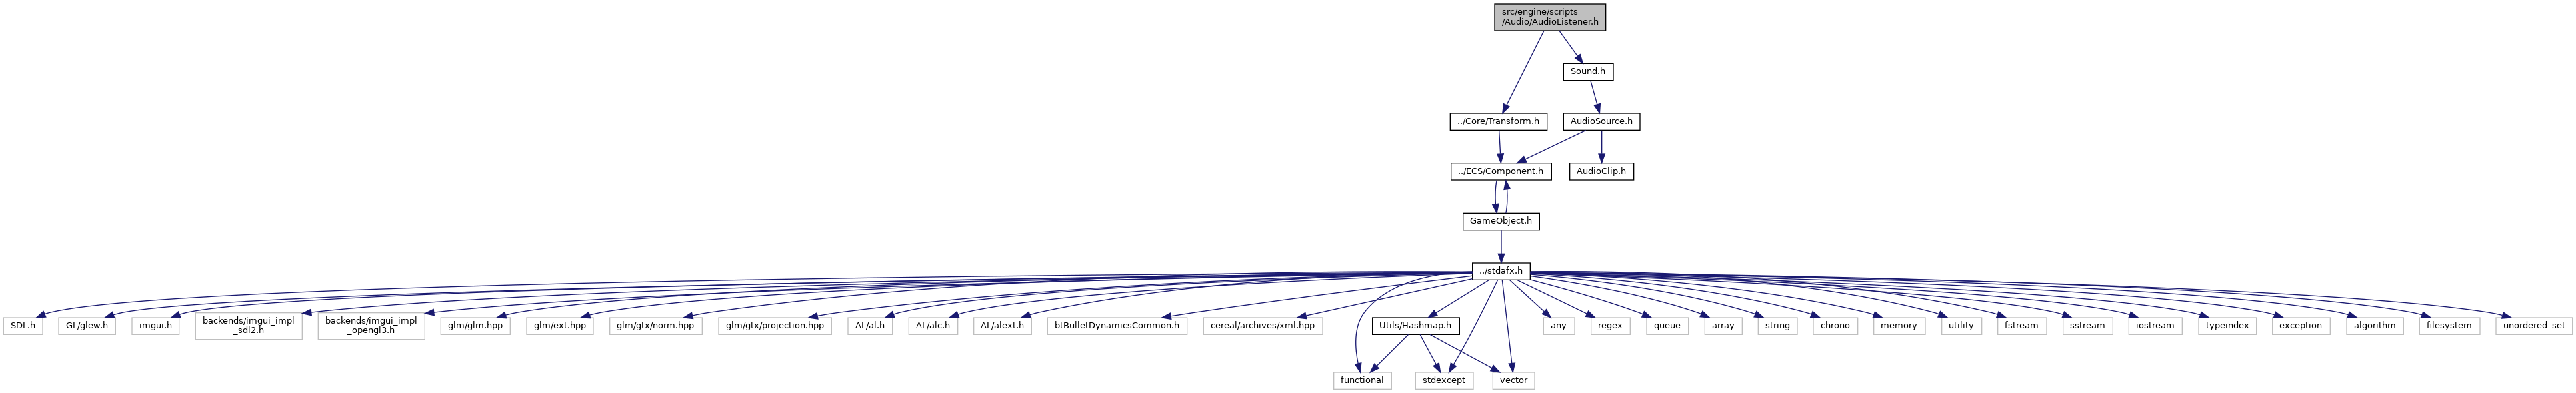 src/engine/scripts
/Audio/AudioListener.h
Sound.h
../Core/Transform.h
AudioSource.h
../ECS/Component.h
AudioClip.h
GameObject.h
../stdafx.h
SDL.h
GL/glew.h
imgui.h
backends/imgui_impl
_sdl2.h
backends/imgui_impl
_opengl3.h
glm/glm.hpp
glm/ext.hpp
glm/gtx/norm.hpp
glm/gtx/projection.hpp
AL/al.h
AL/alc.h
AL/alext.h
btBulletDynamicsCommon.h
cereal/archives/xml.hpp
Utils/Hashmap.h
any
regex
queue
array
string
chrono
memory
utility
fstream
sstream
iostream
typeindex
exception
algorithm
filesystem
unordered_set
functional
stdexcept
vector